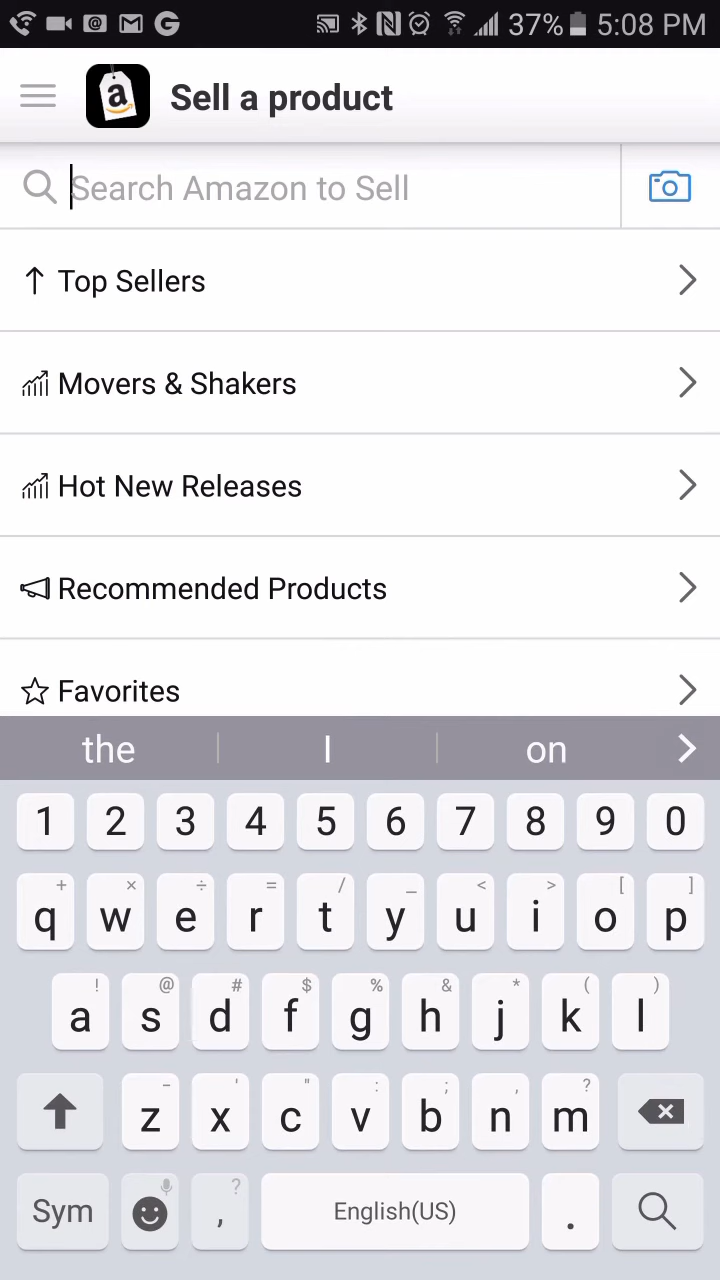 37% 5:08 PM
a Sell a product
Search Amazon to Sell
Top Sellers
Movers & Shakers
Hot New Releases
Recommended Products
Favorites
the I on
1 2 3 4 5 6 7 8 9 0
+ × ÷ = / _ < > [ ]
q w e r t y u i o p
! @ # $ % & * ( )
a s d f g h j k l
- ' " : ; , ?
z x c v b n m
?
Sym , English(US) .